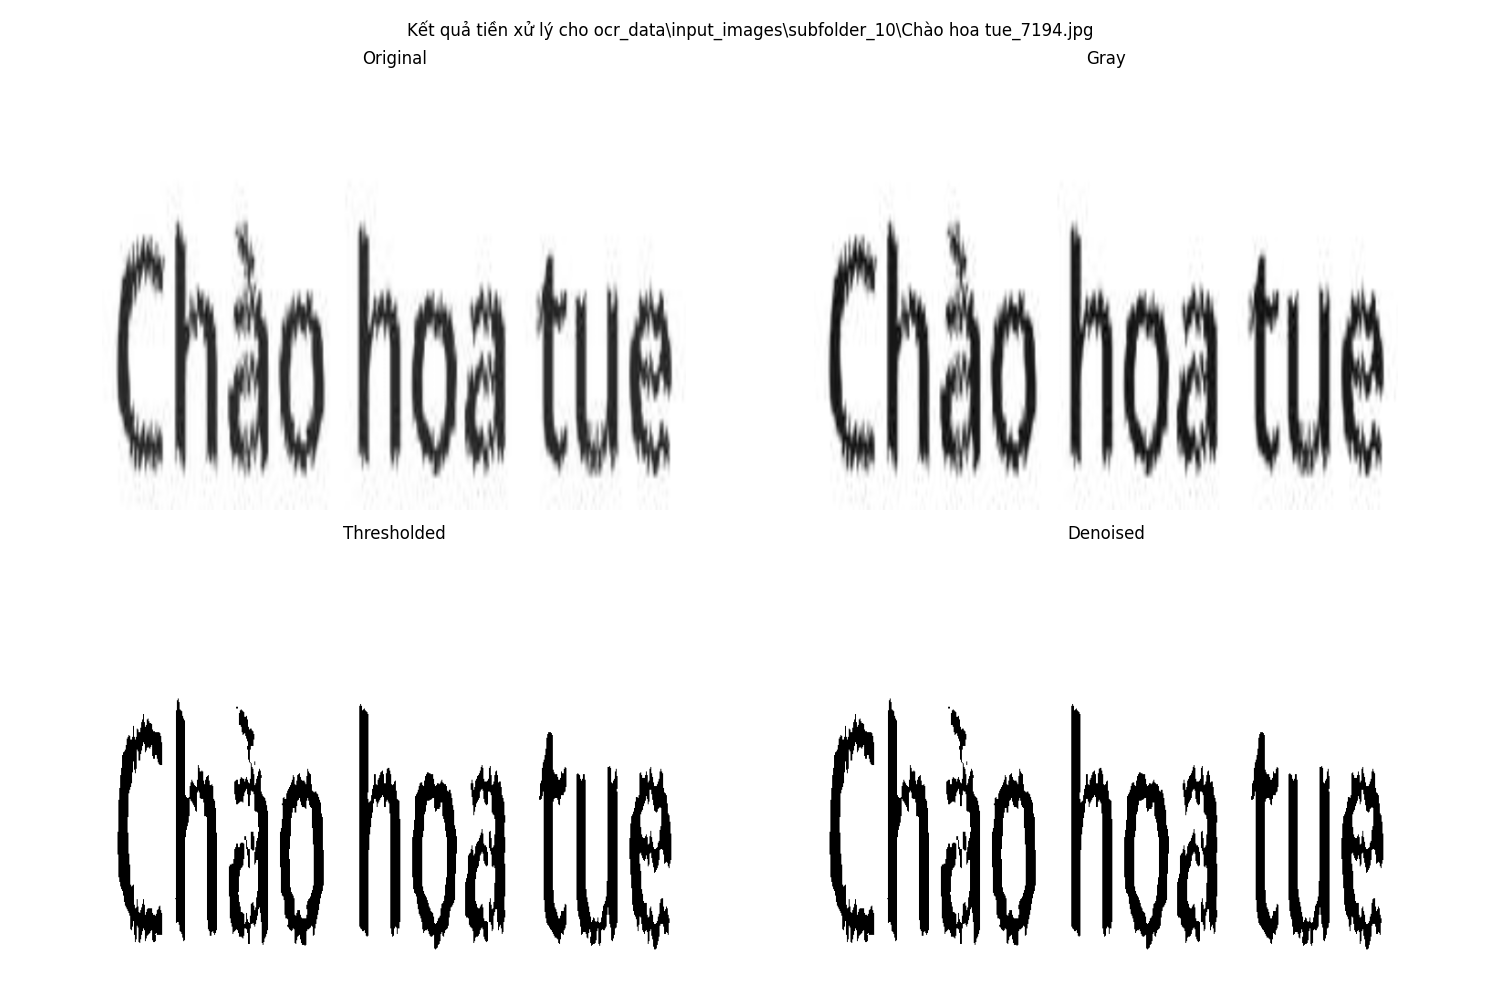 Kết quả tiền xử lý cho ocr_data\input_images\subfolder_10\Chào hoa tue_7194.jpg
Original
Gray
Chào hoa tue
Chào hoa tue
Thresholded
Denoised
Chào hoa tue
Chào hoa tue